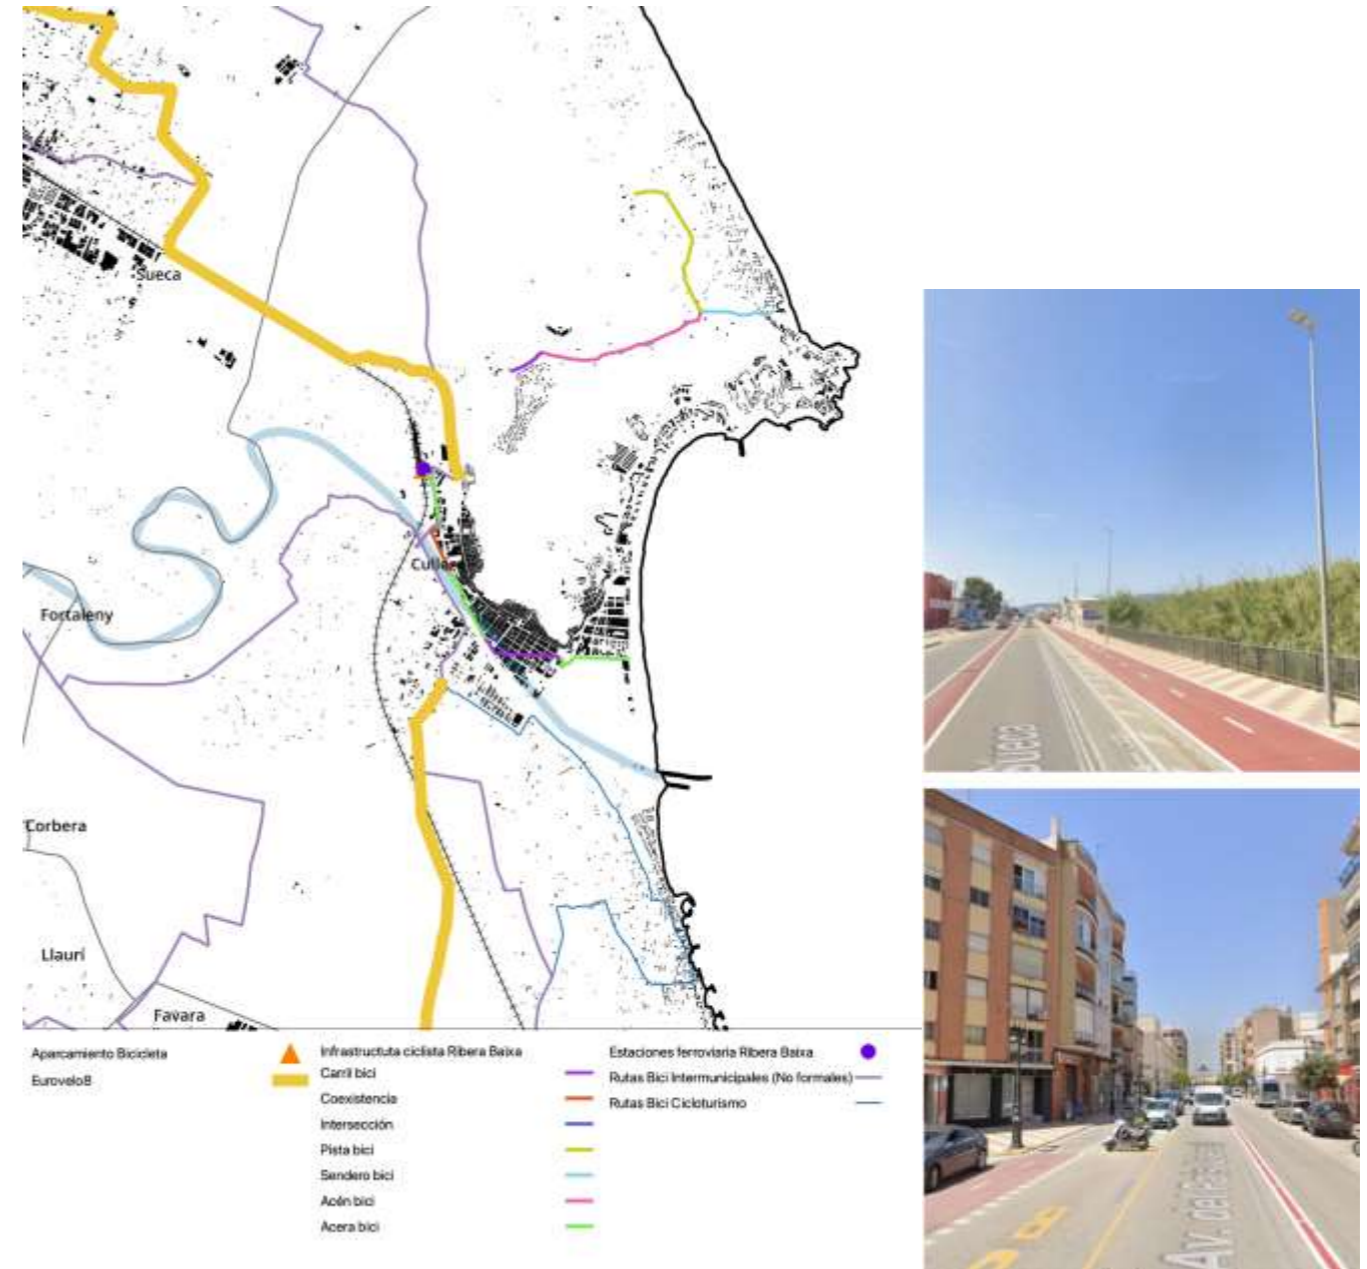 Sueca
Fortaleny
Corbera
Llaurí
Favara
Aparcamiento Bicicleta
Eurovelo8
Infrastructuta ciclista Ribera Baixa
Carril bici
Coexistencia
Intersección
Pista bici
Sendero bici
Acén bici
Acera bici
Estaciones ferroviaria Ribera Baixa
Rutas Bici Intermunicipales (No formales)
Rutas Bici Cicloturismo
Sueca
Av. del